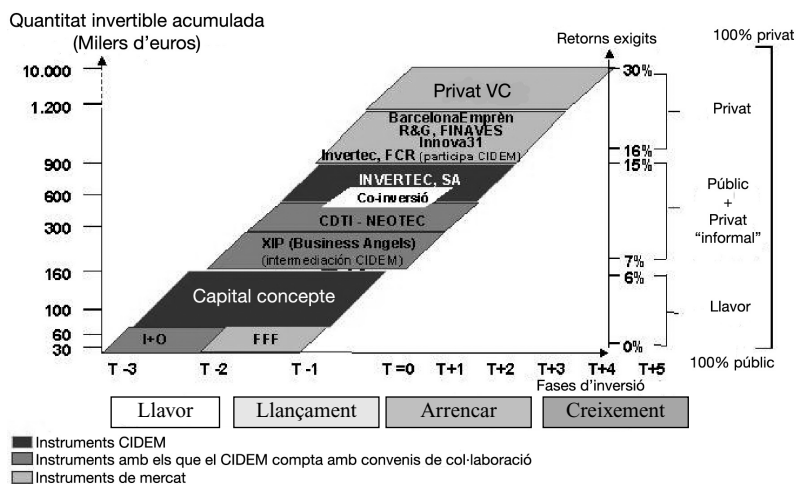 Quantitat invertible acumulada
(Milers d'euros)
Retorns exigits
100% privat
10.000
1.200
900
600
300
160
100
60
30
Privat VC
BarcelonaEmprèn
R&G, FINAVES
Innova31
Invertec, FCR (participa CIDEM)
INVERTEC, SA
Co-inversió
CDTI - NEOTEC
XIP (Business Angels)
(intermediación CIDEM)
Capital concepte
I+O
FFF
30%
16%
15%
7%
6%
0%
Privat
Públic
+
Privat
“informal”
Llavor
100% públic
T -3
T -2
T -1
T =0
T+1
T+2
T+3
T+4
T+5
Fases d'inversió
Llavor
Llançament
Arrencar
Creixement
Instruments CIDEM
Instruments amb els que el CIDEM compta amb convenis de col·laboració
Instruments de mercat